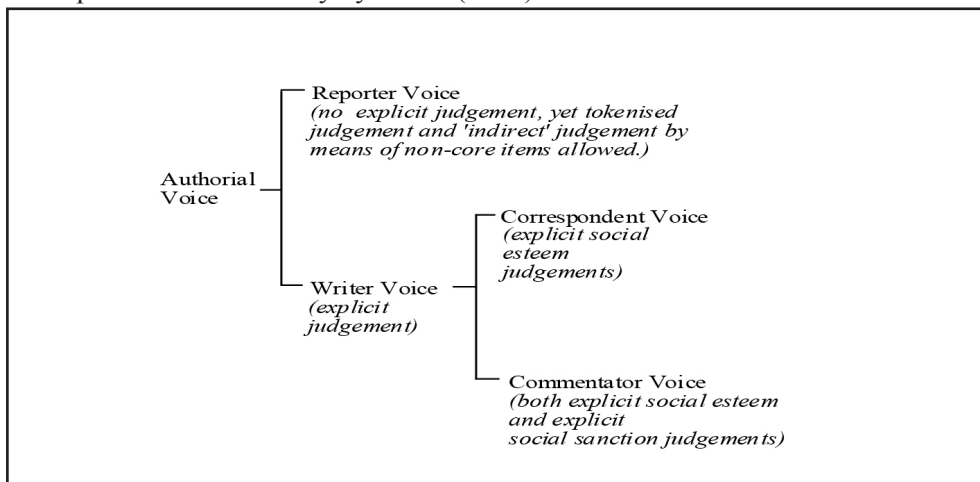 Reporter Voice
(no explicit judgement, yet tokenised
judgement and 'indirect' judgement by
means of non-core items allowed.)
Authorial
Voice
Correspondent Voice
(explicit social
esteem
judgements)
Writer Voice
(explicit
judgement)
Commentator Voice
(both explicit social esteem
and explicit
social sanction judgements)